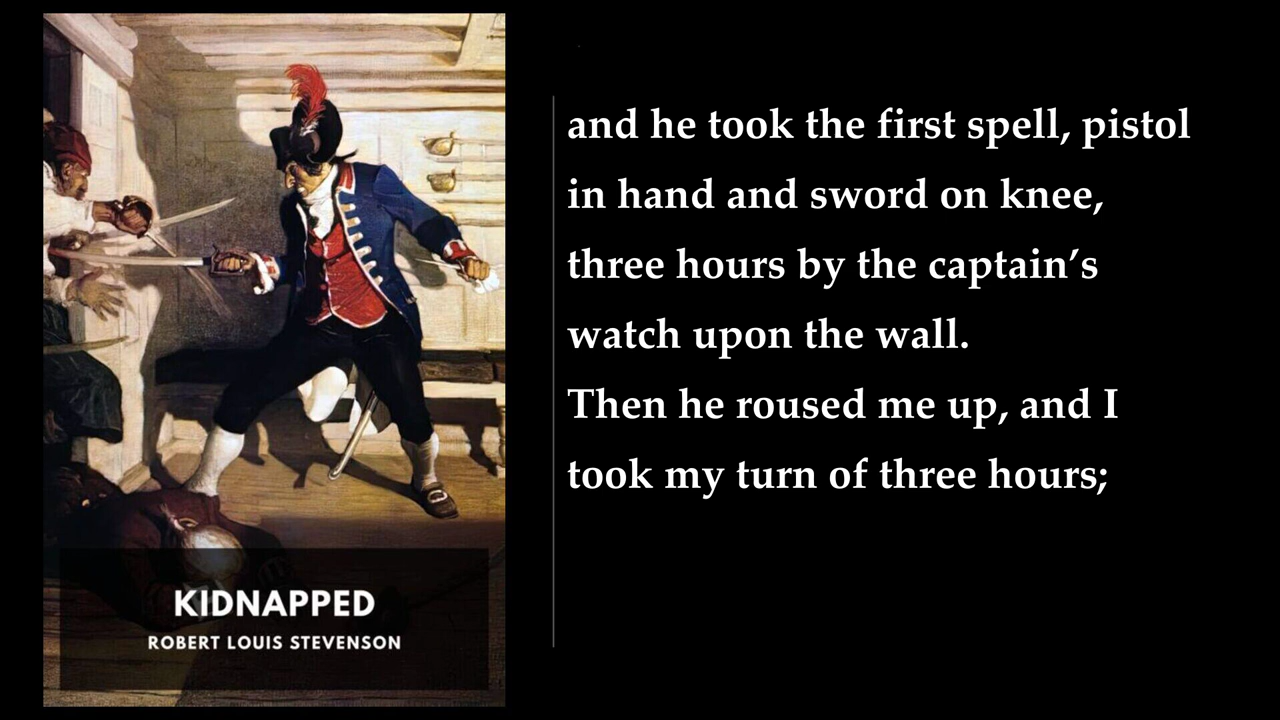 and he took the first spell, pistol
in hand and sword on knee,
three hours by the captain’s
watch upon the wall.
Then he roused me up, and I
took my turn of three hours;
KIDNAPPED
ROBERT LOUIS STEVENSON